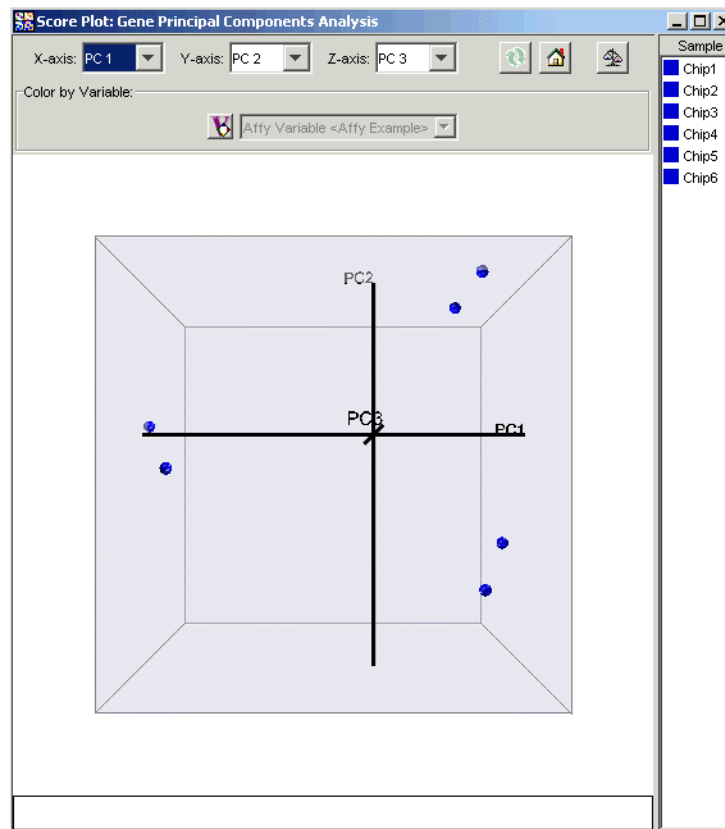 Score Plot: Gene Principal Components Analysis
X-axis: PC 1 Y-axis: PC 2 Z-axis: PC 3
Color by Variable:
Affy Variable <Affy Example>
PC2
PC3
PC1
Sample
Chip1
Chip2
Chip3
Chip4
Chip5
Chip6